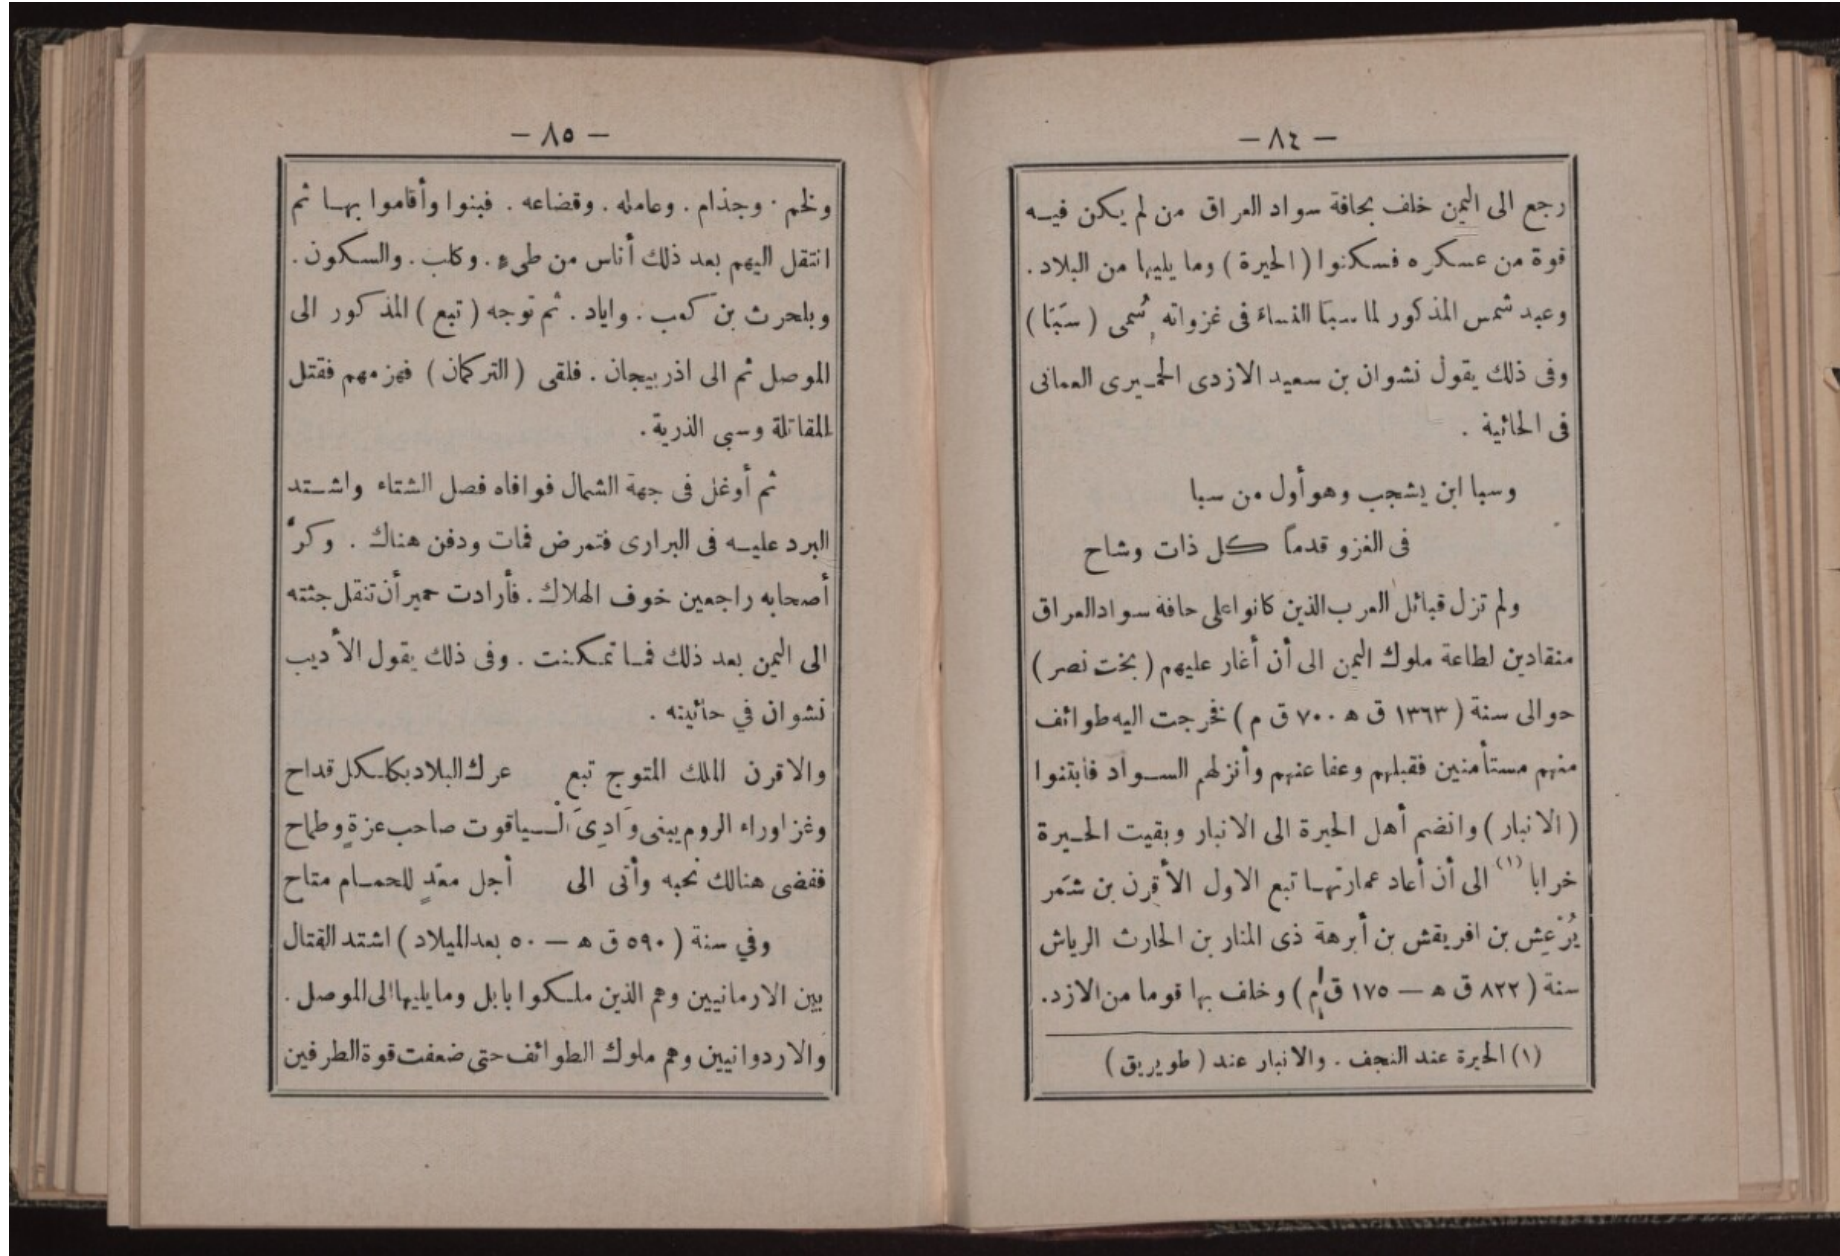 — ٨٤ —
رجع الى اليمن خلف بحافة سواد العراق من لم يكن فيه
قوة من عسكره فسكنوا ( الحيرة ) وما يليها من البلاد .
وعبد شمس المذكور لما سبا النساء فى غزواته سُمى ( سَبَا )
وفى ذلك يقول نشوان بن سعيد الازدى الحميرى العمانى
فى الحائية .
وسبا ابن يشجب وهو أول من سبا
فى الغزو قدماً كل ذات وشاح
ولم تزل قبائل العرب الذين كانوا على حافة سواد العراق
منقادين لطاعة ملوك اليمن الى أن أغار عليهم ( بخت نصر )
حوالى سنة ( ١٣٦٣ ق ه ٧٠٠ ق م ) فخرجت اليه طوائف
منهم مستأمنين فقبلهم وعفا عنهم وأنزلهم السواد فابتنوا
( الانبار ) وانضم أهل الحيرة الى الانبار وبقيت الحيرة
خرابا (١) الى أن أعاد عمارتها تبع الاول الأقرن بن شمر
يُرْعِش بن افريقش بن أبرهة ذى المنار بن الحارث الرياش
سنة ( ٨٢٢ ق ه — ١٧٥ ق م ) وخلف بها قوما من الازد .
(١) الحيرة عند النجف . والانبار عند ( طويريق )
— ٨٥ —
ولخم . وجذام . وعامله . وقضاعه . فبنوا وأقاموا بها ثم
انتقل اليهم بعد ذلك أناس من طىء . وكلب . والسكون .
وبلحرث بن كعب . واياد . ثم توجه ( تبع ) المذكور الى
الموصل ثم الى اذربيجان . فلقى ( التركمان ) فهزمهم فقتل
المقاتلة وسبى الذرية .
ثم أوغل فى جهة الشمال فوافاه فصل الشتاء واشتد
البرد عليه فى البرارى فتمرض فمات ودفن هناك . وكرّ
أصحابه راجعين خوف الهلاك . فأرادت حمير أن تنقل جثته
الى اليمن بعد ذلك فما تمكنت . وفى ذلك يقول الأديب
نشوان في حائيته .
والاقرن الملك المتوج تبع عرك البلاد بكلكل قداح
وغزا وراء الروم يبنى وَادِىَ الْياقوت صاحب عزةٍ وطماح
فقضى هنالك نحبه وأتى الى أجل معَدٍ للحمام متاح
وفي سنة ( ٥٩٠ ق ه — ٥٠ بعد الميلاد ) اشتد القتال
بين الارمانيين وهم الذين ملكوا بابل وما يليها الى الموصل .
والاردوانيين وهم ملوك الطوائف حتى ضعفت قوة الطرفين